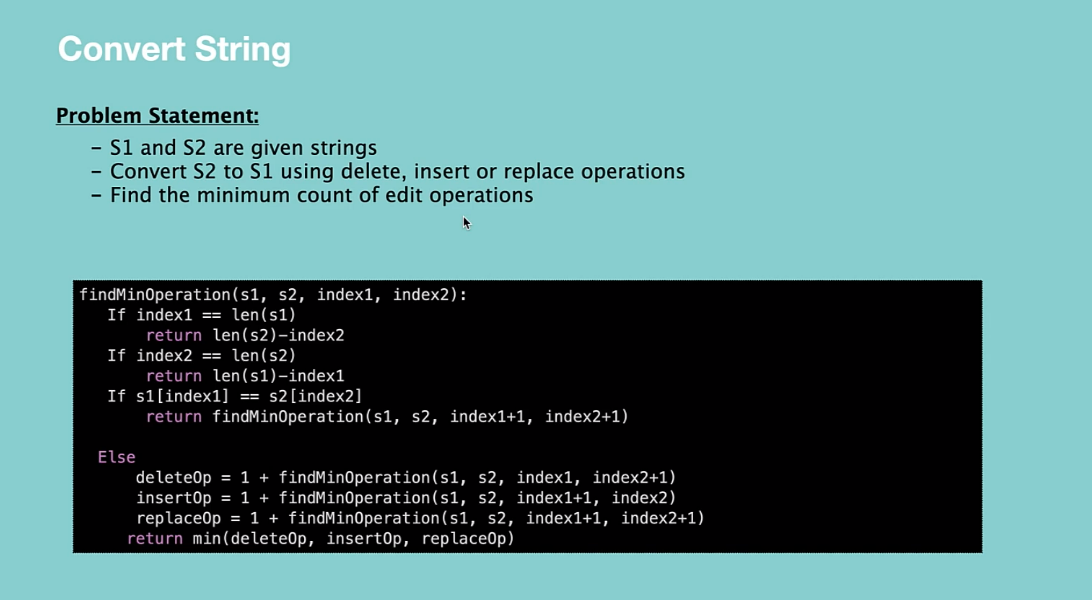 Convert String
Problem Statement:
– S1 and S2 are given strings
– Convert S2 to S1 using delete, insert or replace operations
– Find the minimum count of edit operations
findMinOperation(s1, s2, index1, index2):
If index1 == len(s1)
return len(s2)-index2
If index2 == len(s2)
return len(s1)-index1
If s1[index1] == s2[index2]
return findMinOperation(s1, s2, index1+1, index2+1)
Else
deleteOp = 1 + findMinOperation(s1, s2, index1, index2+1)
insertOp = 1 + findMinOperation(s1, s2, index1+1, index2)
replaceOp = 1 + findMinOperation(s1, s2, index1+1, index2+1)
return min(deleteOp, insertOp, replaceOp)